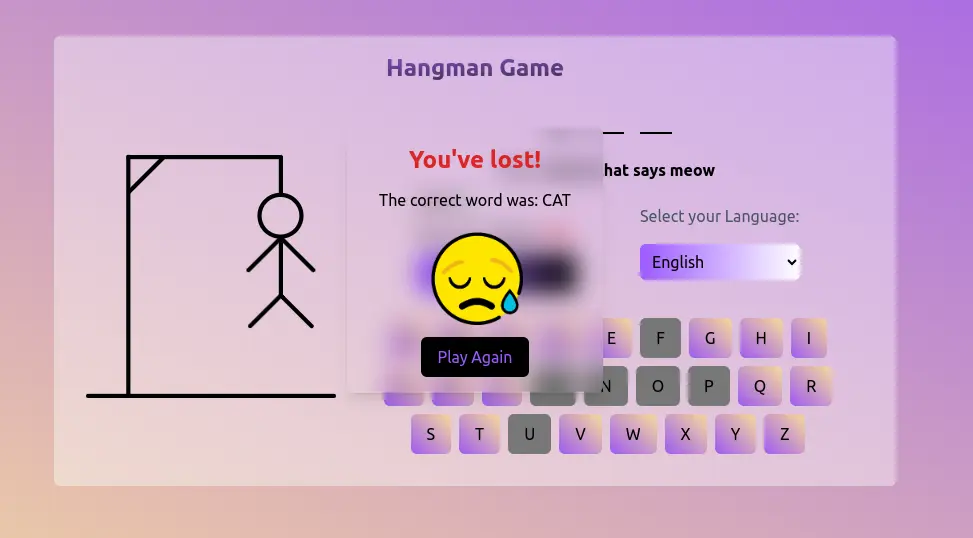 Hangman Game
You've lost!
hat says meow
The correct word was: CAT
Select your Language:
English
E F G H I
Play Again
N O P Q R
S T U V W X Y Z